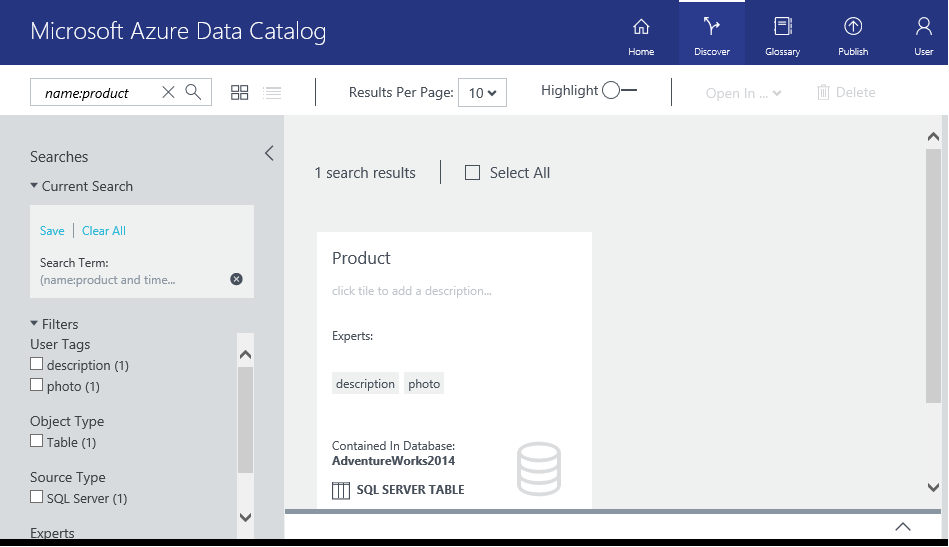 Microsoft Azure Data Catalog
Home
Discover
Glossary
Publish
User
name:product
Results Per Page:
10
Highlight
Open In ...
Delete
Searches
Current Search
Save
Clear All
Search Term:
(name:product and time...
Filters
User Tags
description (1)
photo (1)
Object Type
Table (1)
Source Type
SQL Server (1)
Experts
1 search results
Select All
Product
click tile to add a description...
Experts:
description photo
Contained In Database:
AdventureWorks2014
SQL SERVER TABLE